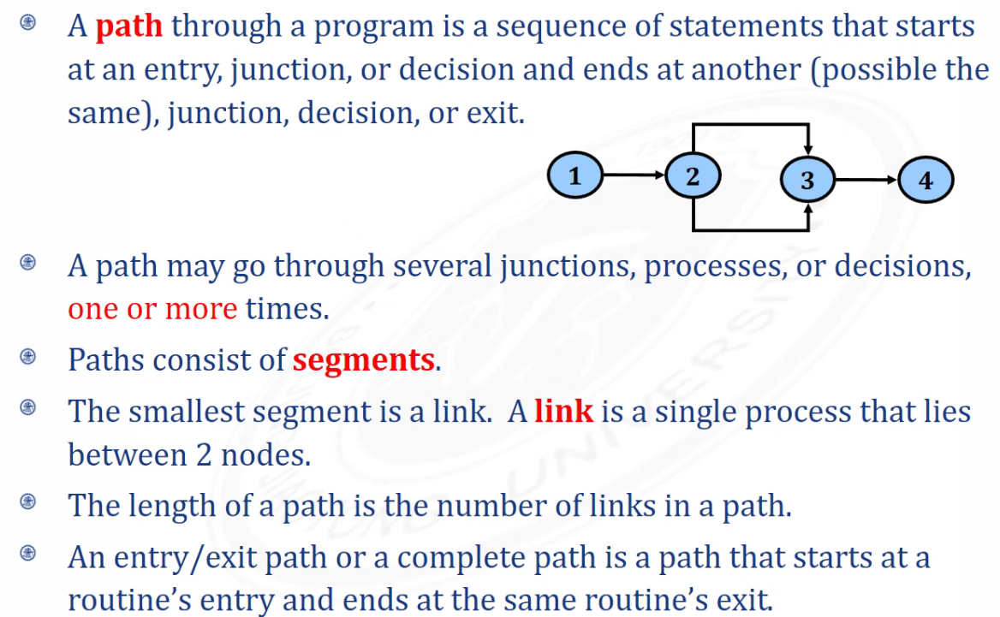 A path through a program is a sequence of statements that starts
at an entry, junction, or decision and ends at another (possible the
same), junction, decision, or exit.
1 2 3 4
A path may go through several junctions, processes, or decisions,
one or more times.
Paths consist of segments.
The smallest segment is a link. A link is a single process that lies
between 2 nodes.
The length of a path is the number of links in a path.
An entry/exit path or a complete path is a path that starts at a
routine’s entry and ends at the same routine’s exit.